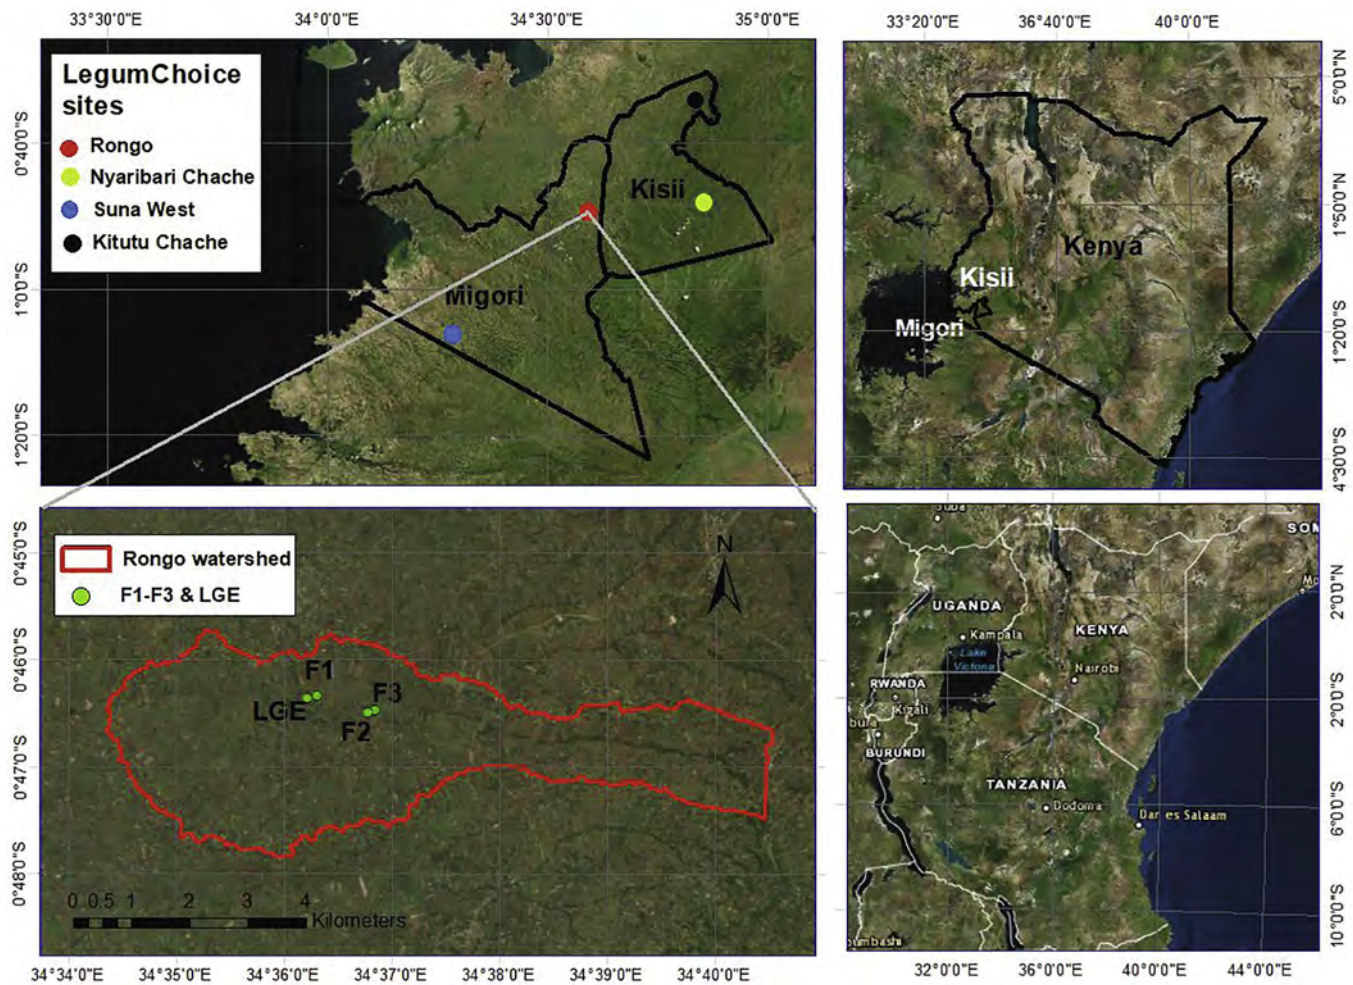 33°30'0"E 34°0'0"E 34°30'0"E 35°0'0"E
LegumChoice
sites
Rongo
Nyaribari Chache
Suna West
Kitutu Chache
Kisii
Migori
0°40'0"S
1°0'0"S
1°20'0"S
33°20'0"E 36°40'0"E 40°0'0"E
Kenya
Kisii
Migori
5°0'0"N
1°50'0"N
1°20'0"S
4°30'0"S
Rongo watershed
F1-F3 & LGE
N
F1
LGE
F3
F2
0 0.5 1 2 3 4
Kilometers
0°45'0"S
0°46'0"S
0°47'0"S
0°48'0"S
34°34'0"E 34°35'0"E 34°36'0"E 34°37'0"E 34°38'0"E 34°39'0"E 34°40'0"E
Juba
SOM
Mo
UGANDA
Kampala
KENYA
Lake
Victoria
Nairobi
RWANDA
Kigali
bura
BURUNDI
TANZANIA
Dodoma
Dar es Salaam
umbashi
2°0'0"N
2°0'0"S
6°0'0"S
10°0'0"S
32°0'0"E 36°0'0"E 40°0'0"E 44°0'0"E